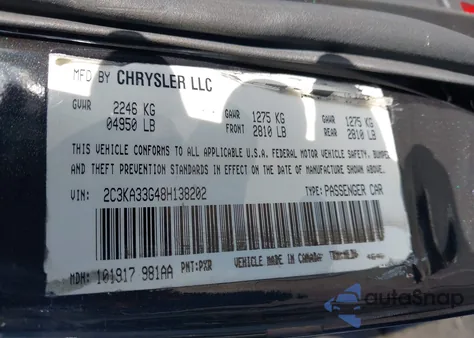 MFD BY CHRYSLER LLC
GVWR 2246 KG GAWR 1275 KG GAWR 1275 KG
04950 LB FRONT 2810 LB REAR 2810 LB
THIS VEHICLE CONFORMS TO ALL APPLICABLE U.S.A. FEDERAL MOTOR VEHICLE SAFETY, BUMPER
AND THEFT PREVENTION STANDARDS IN EFFECT ON THE DATE OF MANUFACTURE SHOWN ABOVE
VIN: 2C3KA33G48H138202 TYPE: PASSENGER CAR
MDH: 101917 981AA PNT: PXR VEHICLE MADE IN CANADA
autoSnap